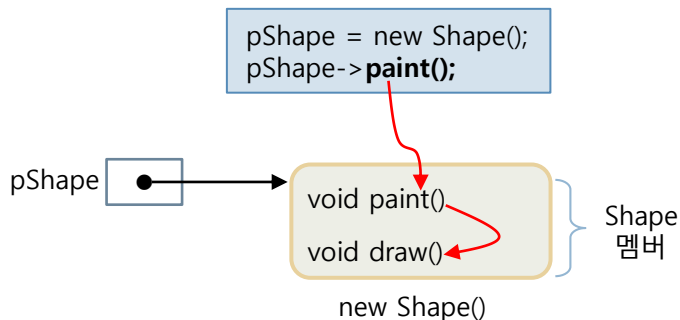 pShape = new Shape();
pShape->paint();
pShape
void paint()
void draw()
Shape
멤버
new Shape()